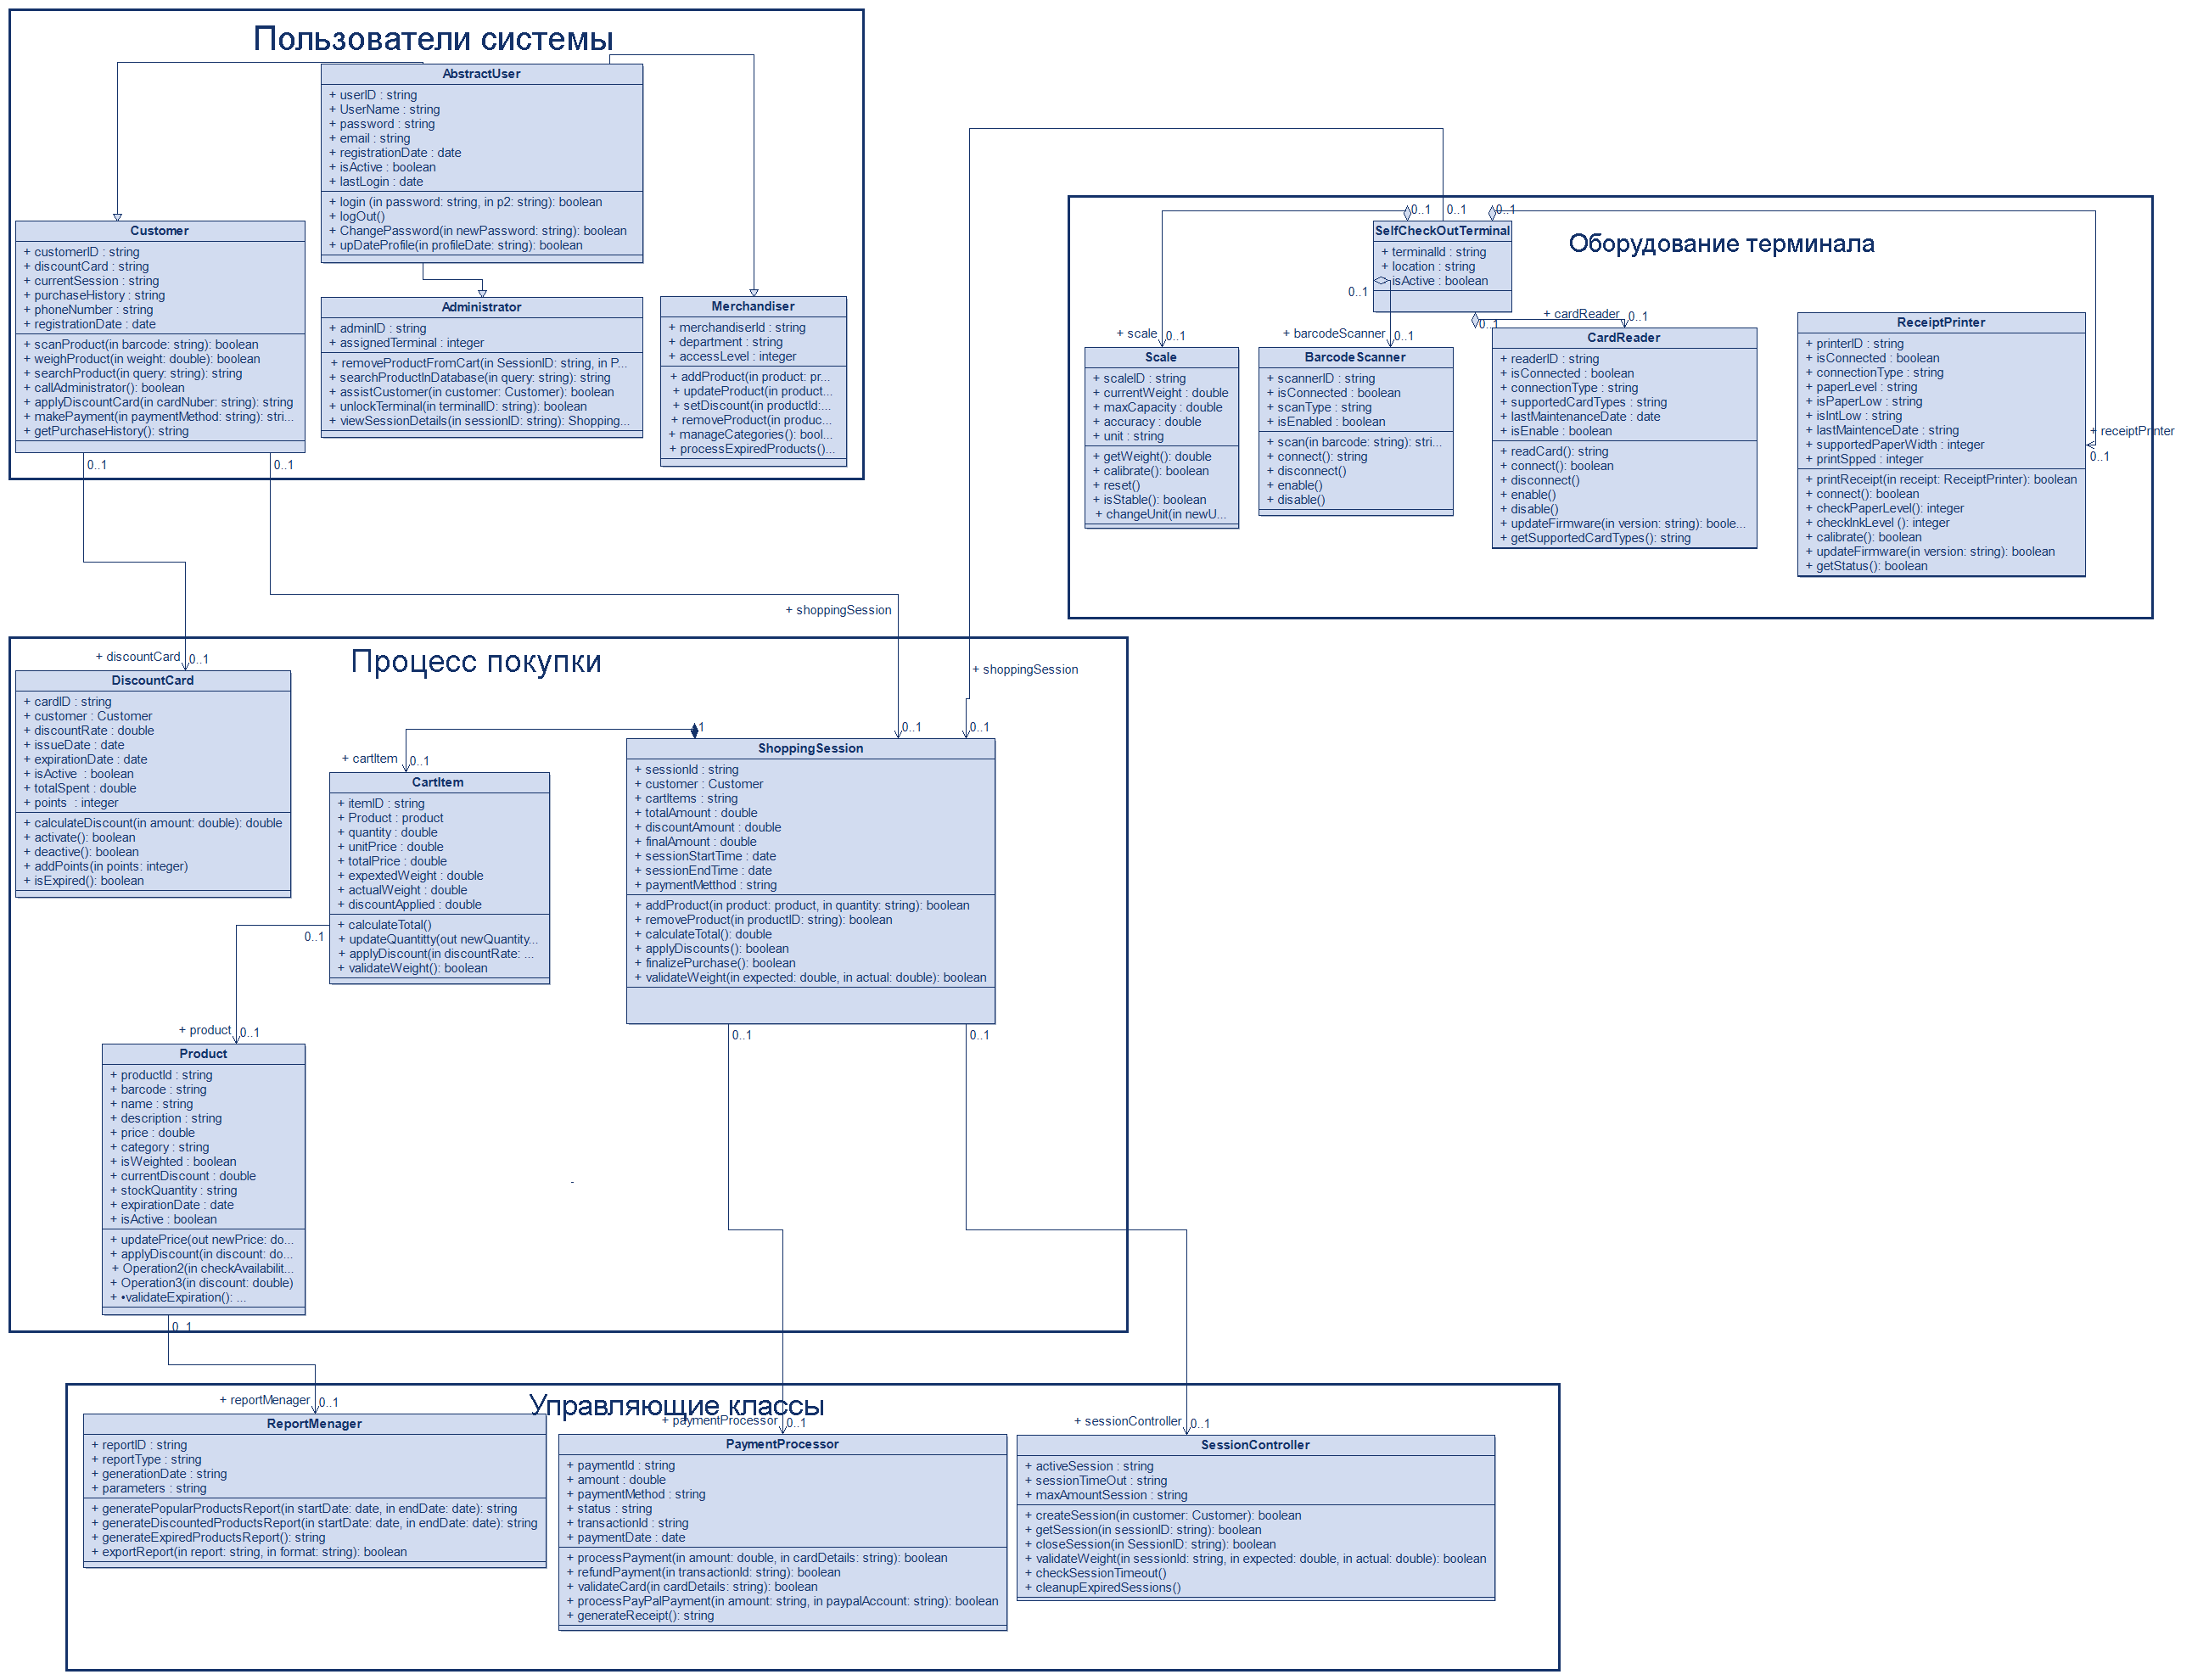 Пользователи системы
AbstractUser
+ userID : string
+ UserName : string
+ password : string
+ email : string
+ registrationDate : date
+ isActive : boolean
+ lastLogin : date
+ login (in password: string, in p2: string): boolean
+ logOut()
+ ChangePassword(in newPassword: string): boolean
+ upDateProfile(in profileDate: string): boolean
Customer
+ customerID : string
+ discountCard : string
+ currentSession : string
+ purchaseHistory : string
+ phoneNumber : string
+ registrationDate : date
+ scanProduct(in barcode: string): boolean
+ weighProduct(in weight: double): boolean
+ searchProduct(in query: string): string
+ callAdministrator(): boolean
+ applyDiscountCard(in cardNuber: string): string
+ makePayment(in paymentMethod: string): stri...
+ getPurchaseHistory(): string
0..1
0..1
Administrator
+ adminID : string
+ assignedTerminal : integer
+ removeProductFromCart(in SessionID: string, in P...
+ searchProductInDatabase(in query: string): string
+ assistCustomer(in customer: Customer): boolean
+ unlockTerminal(in terminalID: string): boolean
+ viewSessionDetails(in sessionID: string): Shopping...
Merchandiser
+ merchandiserId : string
+ department : string
+ accessLevel : integer
+ addProduct(in product: pr...
+ updateProduct(in product...
+ setDiscount(in productId:...
+ removeProduct(in produc...
+ manageCategories(): bool...
+ processExpiredProducts()...
Оборудование терминала
0..1
0..1
0..1
SelfCheckOutTerminal
+ terminalId : string
+ location : string
+ isActive : boolean
0..1
0..1
+ scale
0..1
+ barcodeScanner
0..1
+ cardReader
0..1
+ receiptPrinter
0..1
Scale
+ scaleID : string
+ currentWeight : double
+ maxCapacity : double
+ accuracy : double
+ unit : string
+ getWeight(): double
+ calibrate(): boolean
+ reset()
+ isStable(): boolean
+ changeUnit(in newU...
BarcodeScanner
+ scannerID : string
+ isConnected : boolean
+ scanType : string
+ isEnabled : boolean
+ scan(in barcode: string): stri...
+ connect(): string
+ disconnect()
+ enable()
+ disable()
CardReader
+ readerID : string
+ isConnected : boolean
+ connectionType : string
+ supportedCardTypes : string
+ lastMaintenanceDate : date
+ isEnable : boolean
+ readCard(): string
+ connect(): boolean
+ disconnect()
+ enable()
+ disable()
+ updateFirmware(in version: string): boole...
+ getSupportedCardTypes(): string
ReceiptPrinter
+ printerID : string
+ isConnected : boolean
+ connectionType : string
+ paperLevel : string
+ isPaperLow : string
+ isIntLow : string
+ lastMaintenceDate : string
+ supportedPaperWidth : integer
+ printSpped : integer
+ printReceipt(in receipt: ReceiptPrinter): boolean
+ connect(): boolean
+ checkPaperLevel(): integer
+ checkInkLevel (): integer
+ calibrate(): boolean
+ updateFirmware(in version: string): boolean
+ getStatus(): boolean
+ shoppingSession
+ shoppingSession
Процесс покупки
+ discountCard
0..1
DiscountCard
+ cardID : string
+ customer : Customer
+ discountRate : double
+ issueDate : date
+ expirationDate : date
+ isActive  : boolean
+ totalSpent : double
+ points  : integer
+ calculateDiscount(in amount: double): double
+ activate(): boolean
+ deactive(): boolean
+ addPoints(in points: integer)
+ isExpired(): boolean
+ cartItem
0..1
CartItem
+ itemID : string
+ Product : product
+ quantity : double
+ unitPrice : double
+ totalPrice : double
+ expextedWeight : double
+ actualWeight : double
+ discountApplied : double
+ calculateTotal()
+ updateQuantitty(out newQuantity...
+ applyDiscount(in discountRate: ...
+ validateWeight(): boolean
0..1
1
0..1
0..1
ShoppingSession
+ sessionId : string
+ customer : Customer
+ cartItems : string
+ totalAmount : double
+ discountAmount : double
+ finalAmount : double
+ sessionStartTime : date
+ sessionEndTime : date
+ paymentMetthod : string
+ addProduct(in product: product, in quantity: string): boolean
+ removeProduct(in productID: string): boolean
+ calculateTotal(): double
+ applyDiscounts(): boolean
+ finalizePurchase(): boolean
+ validateWeight(in expected: double, in actual: double): boolean
0..1
0..1
+ product
0..1
Product
+ productId : string
+ barcode : string
+ name : string
+ description : string
+ price : double
+ category : string
+ isWeighted : boolean
+ currentDiscount : double
+ stockQuantity : string
+ expirationDate : date
+ isActive : boolean
+ updatePrice(out newPrice: do...
+ applyDiscount(in discount: do...
+ Operation2(in checkAvailabilit...
+ Operation3(in discount: double)
+ •validateExpiration(): ...
0..1
-
Управляющие классы
+ reportMenager
0..1
ReportMenager
+ reportID : string
+ reportType : string
+ generationDate : string
+ parameters : string
+ generatePopularProductsReport(in startDate: date, in endDate: date): string
+ generateDiscountedProductsReport(in startDate: date, in endDate: date): string
+ generateExpiredProductsReport(): string
+ exportReport(in report: string, in format: string): boolean
+ paymentProcessor
0..1
PaymentProcessor
+ paymentId : string
+ amount : double
+ paymentMethod : string
+ status : string
+ transactionId : string
+ paymentDate : date
+ processPayment(in amount: double, in cardDetails: string): boolean
+ refundPayment(in transactionId: string): boolean
+ validateCard(in cardDetails: string): boolean
+ processPayPalPayment(in amount: string, in paypalAccount: string): boolean
+ generateReceipt(): string
+ sessionController
0..1
SessionController
+ activeSession : string
+ sessionTimeOut : string
+ maxAmountSession : string
+ createSession(in customer: Customer): boolean
+ getSession(in sessionID: string): boolean
+ closeSession(in SessionID: string): boolean
+ validateWeight(in sessionId: string, in expected: double, in actual: double): boolean
+ checkSessionTimeout()
+ cleanupExpiredSessions()